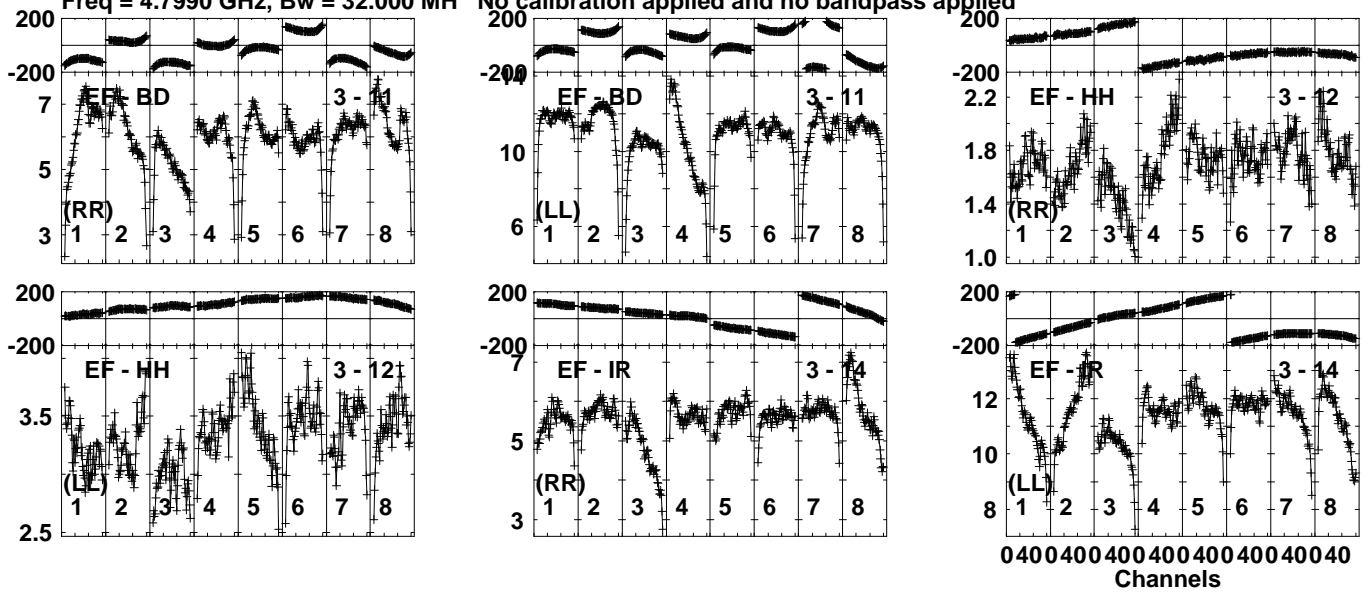 Freq = 4.7990 GHz, Bw = 32.000 MH No calibration applied and no bandpass applied
200
-200
7
5
3
EF - BD 3 - 11
(RR)
1 2 3 4 5 6 7 8
200
-200
14
10
6
EF - BD 3 - 11
(LL)
1 2 3 4 5 6 7 8
200
-200
2.2
1.8
1.4
1.0
EF - HH 3 - 12
(RR)
1 2 3 4 5 6 7 8
200
-200
3.5
2.5
EF - HH 3 - 12
(LL)
1 2 3 4 5 6 7 8
200
-200
7
5
3
EF - IR 3 - 14
(RR)
1 2 3 4 5 6 7 8
200
-200
12
10
8
EF - IR 3 - 14
(LL)
1 2 3 4 5 6 7 8
0 40 0 40 0 40 0 40 0 40 0 40 0 40 0 40
Channels